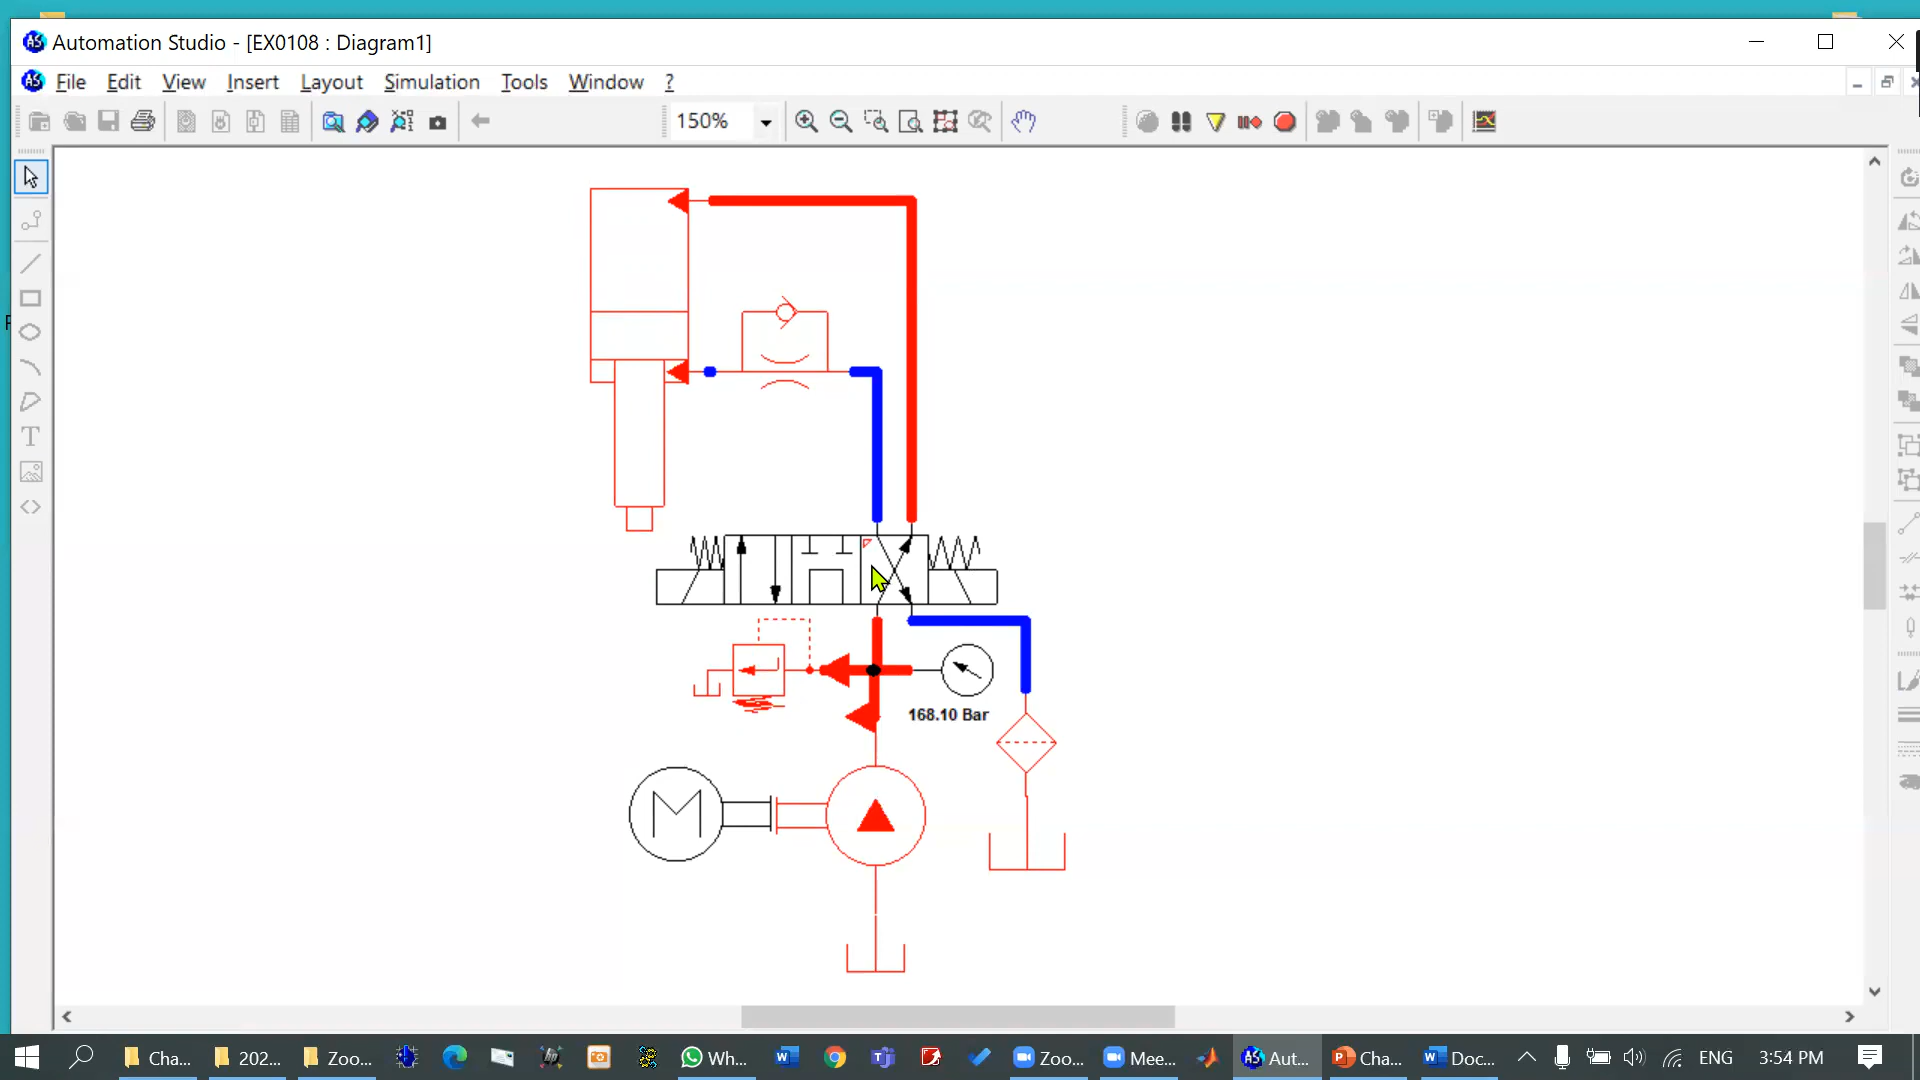 Automation Studio - [EX0108 : Diagram1]
File Edit View Insert Layout Simulation Tools Window ?
150%
168.10 Bar
M
Cha... 202... Zoo... Wh... Zoo... Mee... Aut... Cha... Doc... ENG 3:54 PM